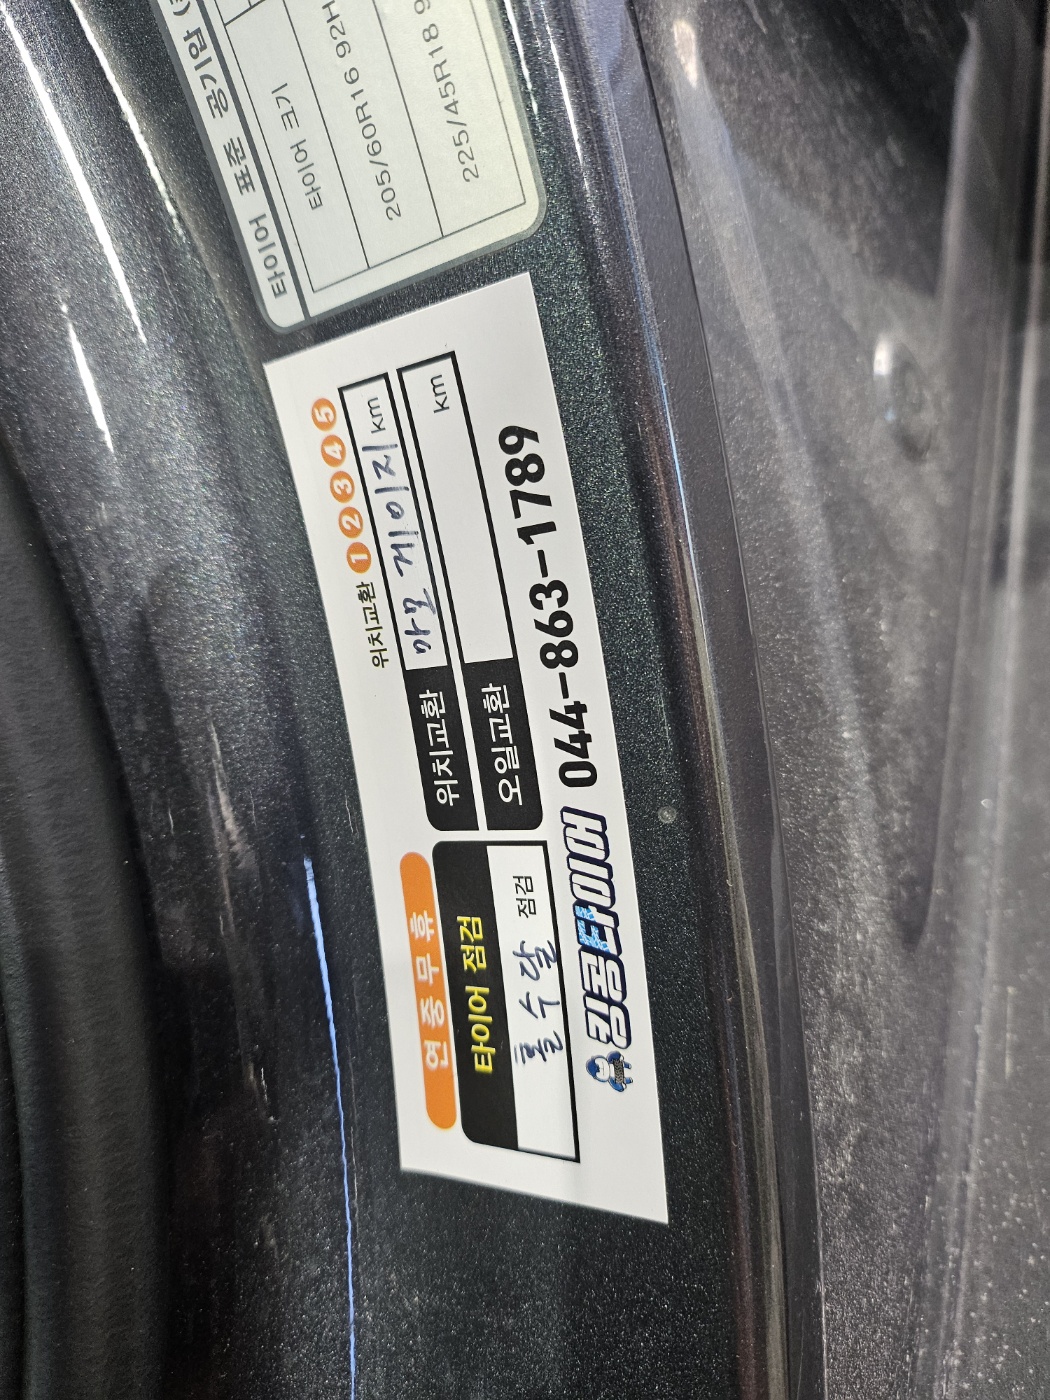 타이어 표준 공기압 (
타이어 크기
205/60R16 92H
225/45R18 9
위치교환 1 2 3 4 5
연중무휴
위치교환 마모 게이지 km
타이어 점검
오일교환 km
홀수달 점검
킹콩타이어 044-863-1789